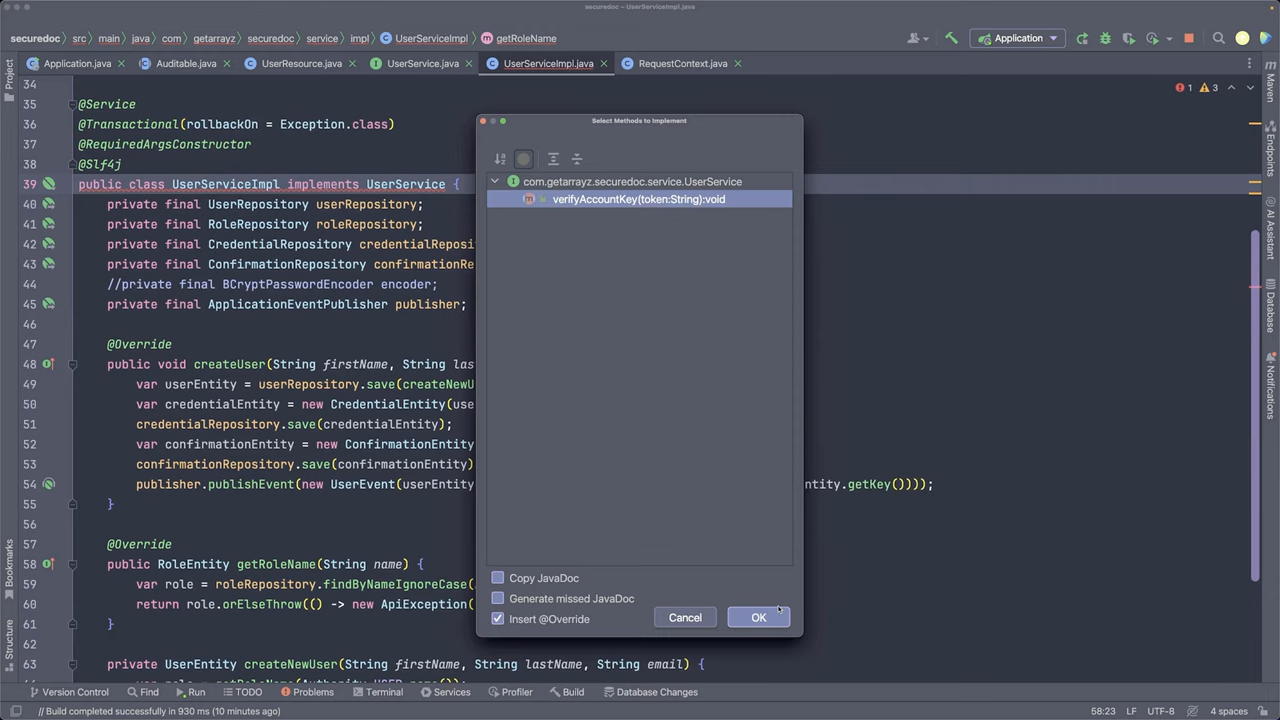 securedoc – UserServiceImpl.java
securedoc src main java com getarrayz securedoc service impl UserServiceImpl getRoleName
Application
Application.java Auditable.java UserResource.java UserService.java UserServiceImpl.java RequestContext.java
Project
Bookmarks
Structure
Maven
Endpoints
AI Assistant
Database
Notifications
1 3
34
35 @Service
36 @Transactional(rollbackOn = Exception.class)
37 @RequiredArgsConstructor
38 @Slf4j
39 public class UserServiceImpl implements UserService {
40 private final UserRepository userRepository;
41 private final RoleRepository roleRepository;
42 private final CredentialRepository credentialReposi
43 private final ConfirmationRepository confirmationRe
44 //private final BCryptPasswordEncoder encoder;
45 private final ApplicationEventPublisher publisher;
46
47 @Override
48 public void createUser(String firstName, String las
49 var userEntity = userRepository.save(createNewU
50 var credentialEntity = new CredentialEntity(use
51 credentialRepository.save(credentialEntity);
52 var confirmationEntity = new ConfirmationEntity
53 confirmationRepository.save(confirmationEntity)
54 publisher.publishEvent(new UserEvent(userEntity tity.getKey())));
55 }
56
57 @Override
58 public RoleEntity getRoleName(String name) {
59 var role = roleRepository.findByNameIgnoreCase(
60 return role.orElseThrow(() -> new ApiException(
61 }
62
63 private UserEntity createNewUser(String firstName, String lastName, String email) {
Select Methods to Implement
com.getarrayz.securedoc.service.UserService
verifyAccountKey(token:String):void
Copy JavaDoc
Generate missed JavaDoc
Insert @Override
Cancel OK
Version Control Find Run TODO Problems Terminal Services Profiler Build Database Changes
// Build completed successfully in 930 ms (10 minutes ago)
58:23 LF UTF-8 4 spaces